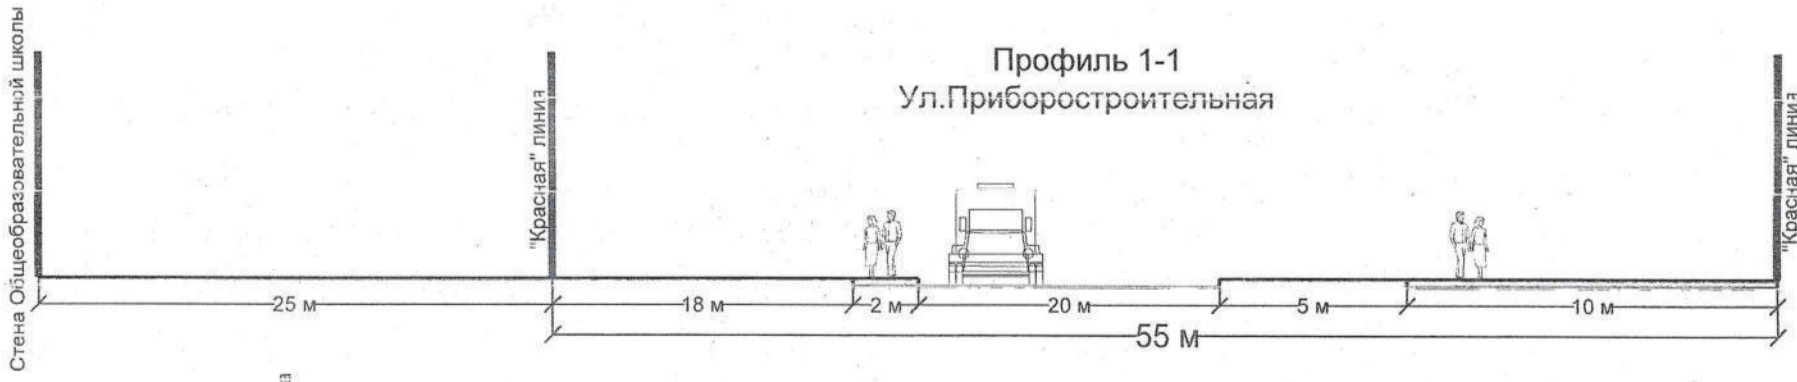 Профиль 1-1
Ул.Приборостроительная
Стена Общеобразовательной школы
"Красная" линия
"Красная" линия
25 м
18 м
2 м
20 м
5 м
10 м
55 м